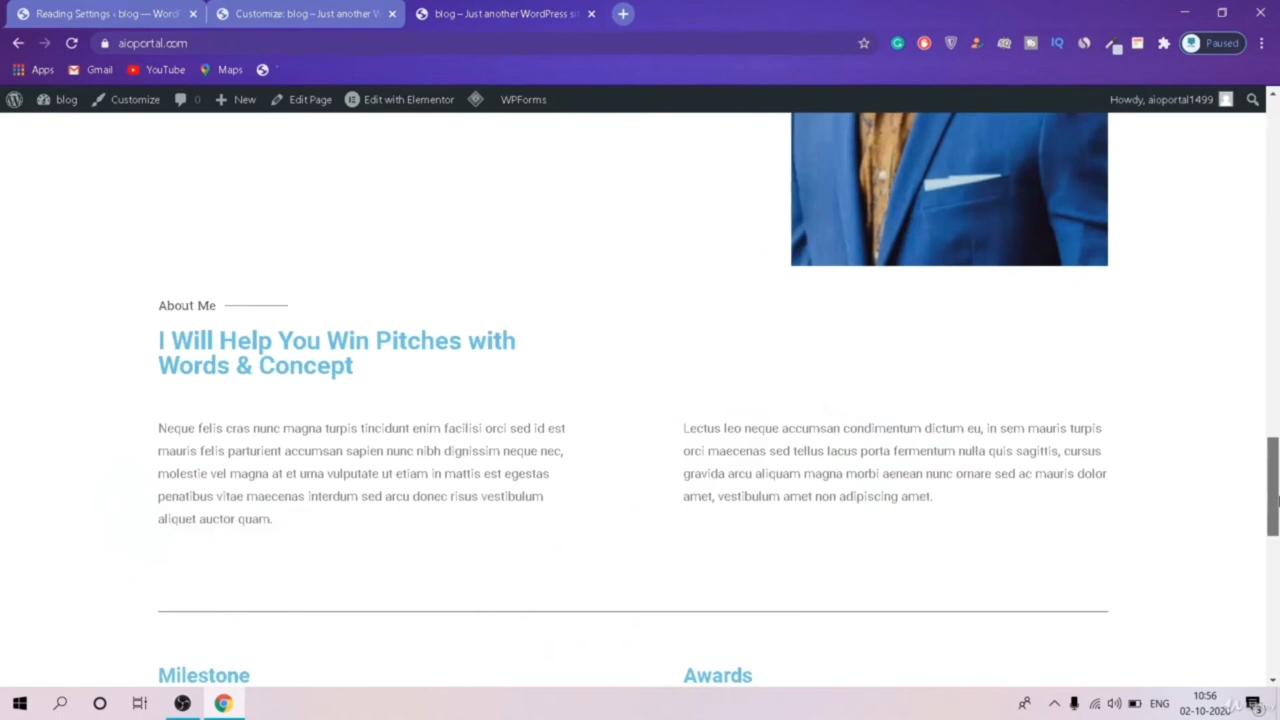 Reading Settings ‹ blog — WordP
Customize: blog – Just another W
blog – Just another WordPress sit
aioportal.com
Paused
Apps
Gmail
YouTube
Maps
blog
Customize
0
New
Edit Page
Edit with Elementor
WPForms
Howdy, aioportal1499
About Me
I Will Help You Win Pitches with
Words & Concept
Neque felis cras nunc magna turpis tincidunt enim facilisi orci sed id est
mauris felis parturient accumsan sapien nunc nibh dignissim neque nec,
molestie vel magna at et urna vulputate ut etiam in mattis est egestas
penatibus vitae maecenas interdum sed arcu donec risus vestibulum
aliquet auctor quam.
Lectus leo neque accumsan condimentum dictum eu, in sem mauris turpis
orci maecenas sed tellus lacus porta fermentum nulla quis sagittis, cursus
gravida arcu aliquam magna morbi aenean nunc ornare sed ac mauris dolor
amet, vestibulum amet non adipiscing amet.
Milestone
Awards
ENG
10:56
02-10-2020